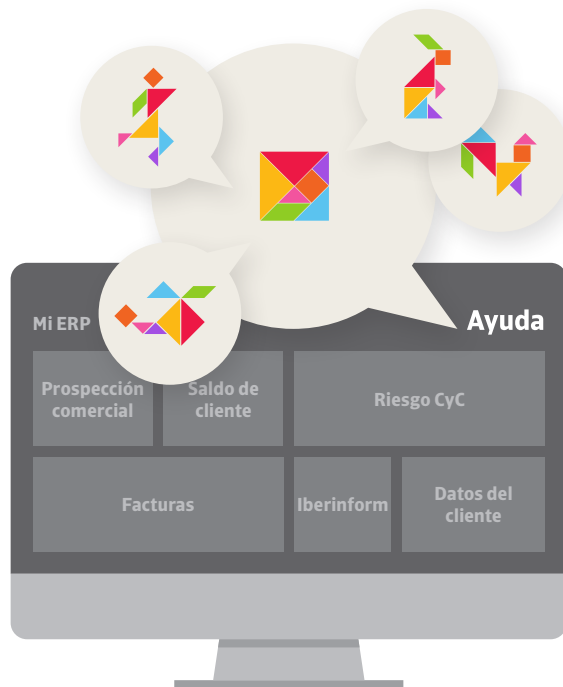 Mi ERP
Ayuda
Prospección
comercial
Saldo de
cliente
Riesgo CyC
Facturas
Iberinform
Datos del
cliente